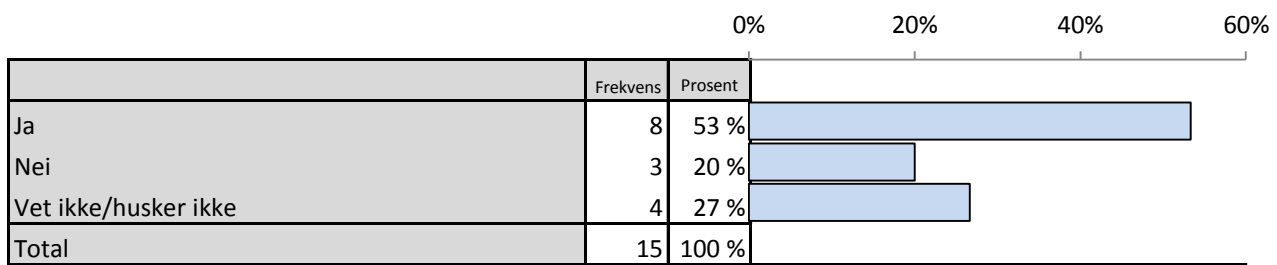 0% 20% 40% 60%
Frekvens Prosent
Ja 8 53 %
Nei 3 20 %
Vet ikke/husker ikke 4 27 %
Total 15 100 %